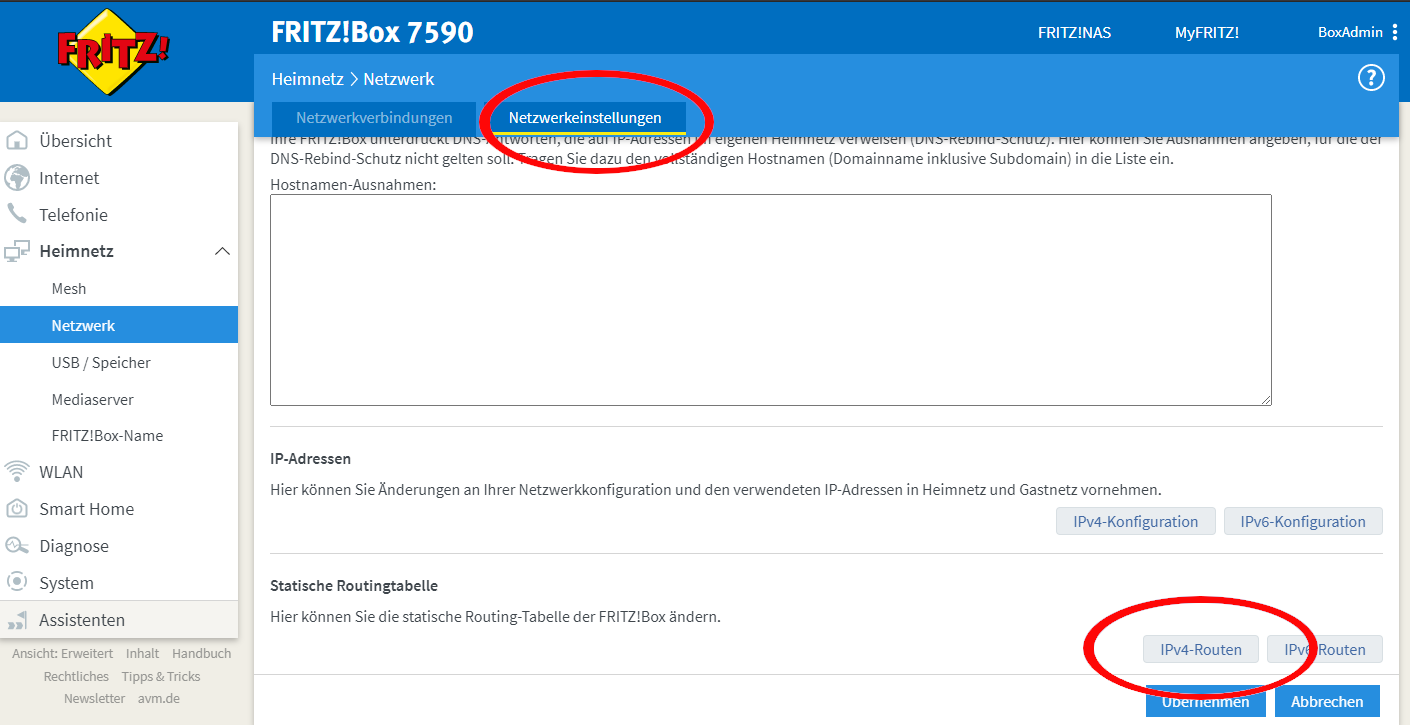 FRITZ!
FRITZ!Box 7590
FRITZ!NAS
MyFRITZ!
BoxAdmin
Heimnetz > Netzwerk
?
Netzwerkverbindungen
Netzwerkeinstellungen
Übersicht
Internet
Telefonie
Heimnetz
Mesh
Netzwerk
USB / Speicher
Mediaserver
FRITZ!Box-Name
WLAN
Smart Home
Diagnose
System
Assistenten
Ansicht: Erweitert Inhalt Handbuch
Rechtliches Tipps & Tricks
Newsletter avm.de
Ihre FRITZ!Box unterdrückt DNS-Antworten, die auf IP-Adressen im eigenen Heimnetz verweisen (DNS-Rebind-Schutz). Hier können Sie Ausnahmen angeben, für die der
DNS-Rebind-Schutz nicht gelten soll. Tragen Sie dazu den vollständigen Hostnamen (Domainname inklusive Subdomain) in die Liste ein.
Hostnamen-Ausnahmen:
IP-Adressen
Hier können Sie Änderungen an Ihrer Netzwerkkonfiguration und den verwendeten IP-Adressen in Heimnetz und Gastnetz vornehmen.
IPv4-Konfiguration
IPv6-Konfiguration
Statische Routingtabelle
Hier können Sie die statische Routing-Tabelle der FRITZ!Box ändern.
IPv4-Routen
IPv6-Routen
Übernehmen
Abbrechen